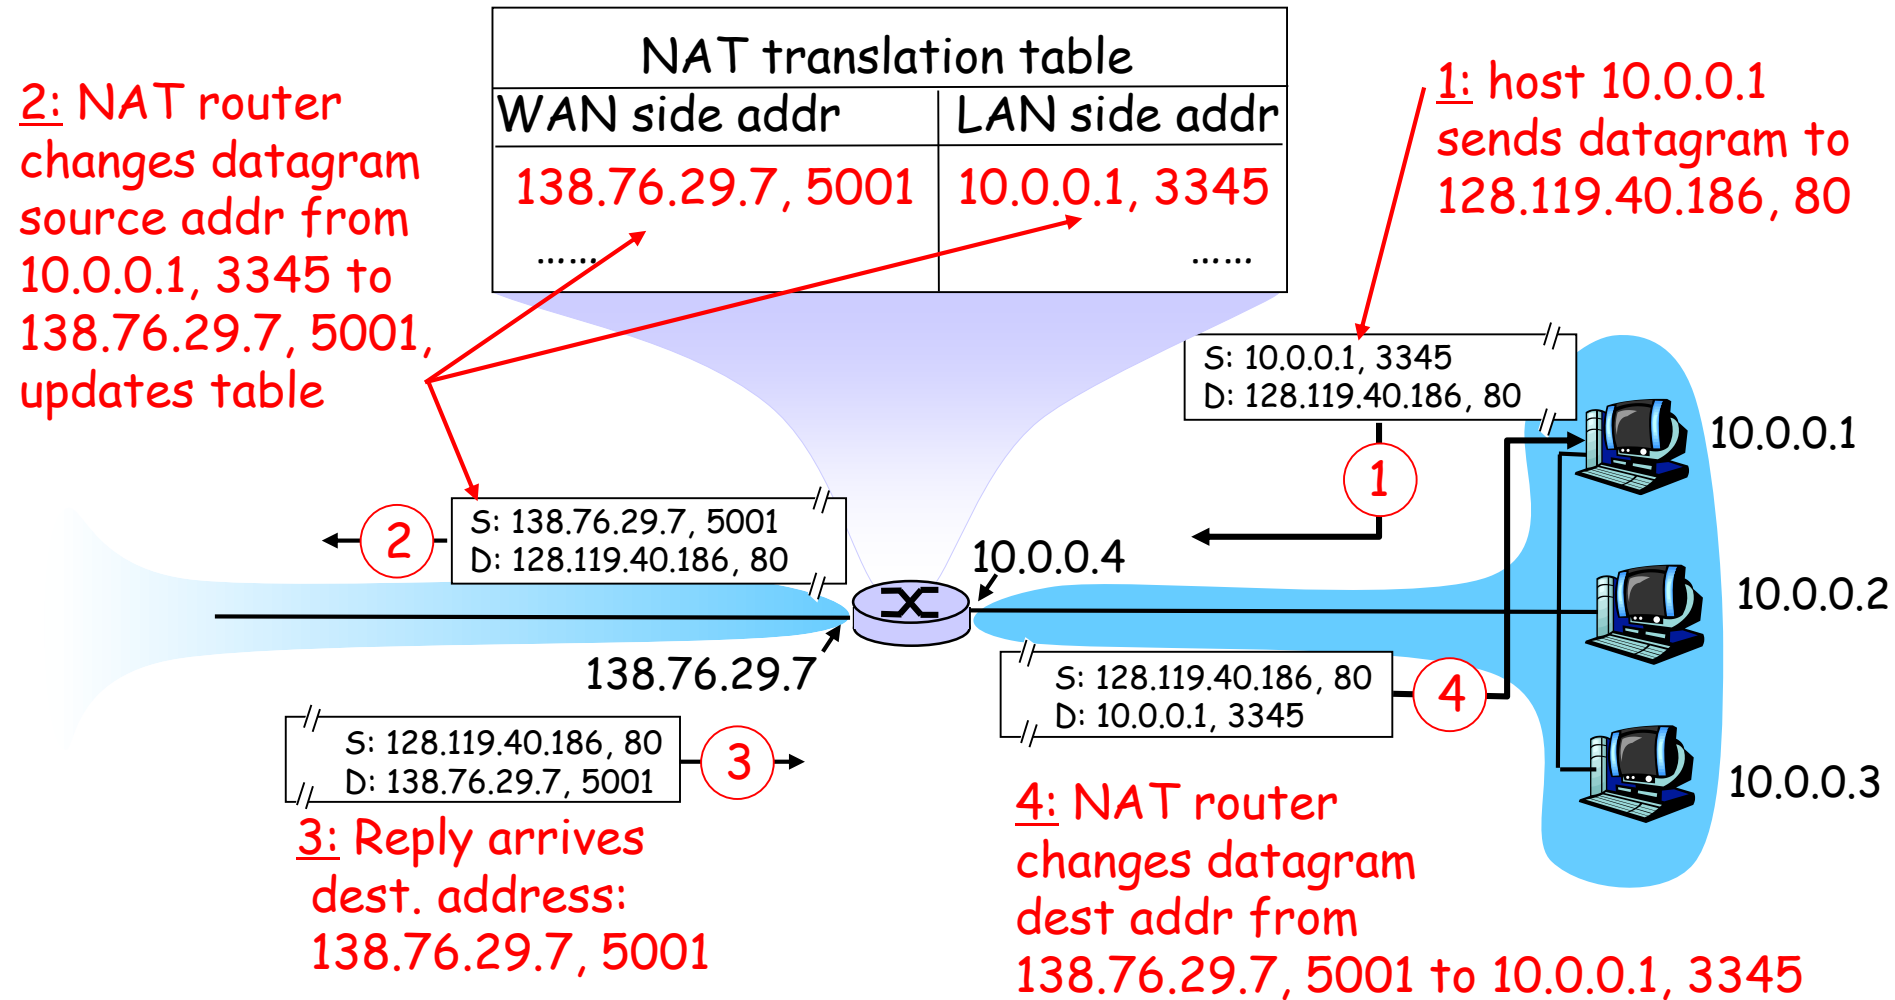 NAT translation table
WAN side addr
LAN side addr
138.76.29.7, 5001
10.0.0.1, 3345
......
......
2: NAT router
changes datagram
source addr from
10.0.0.1, 3345 to
138.76.29.7, 5001,
updates table
1: host 10.0.0.1
sends datagram to
128.119.40.186, 80
S: 10.0.0.1, 3345
D: 128.119.40.186, 80
1
10.0.0.1
S: 138.76.29.7, 5001
D: 128.119.40.186, 80
2
10.0.0.4
10.0.0.2
138.76.29.7
S: 128.119.40.186, 80
D: 10.0.0.1, 3345
4
S: 128.119.40.186, 80
D: 138.76.29.7, 5001
3
10.0.0.3
3: Reply arrives
dest. address:
138.76.29.7, 5001
4: NAT router
changes datagram
dest addr from
138.76.29.7, 5001 to 10.0.0.1, 3345